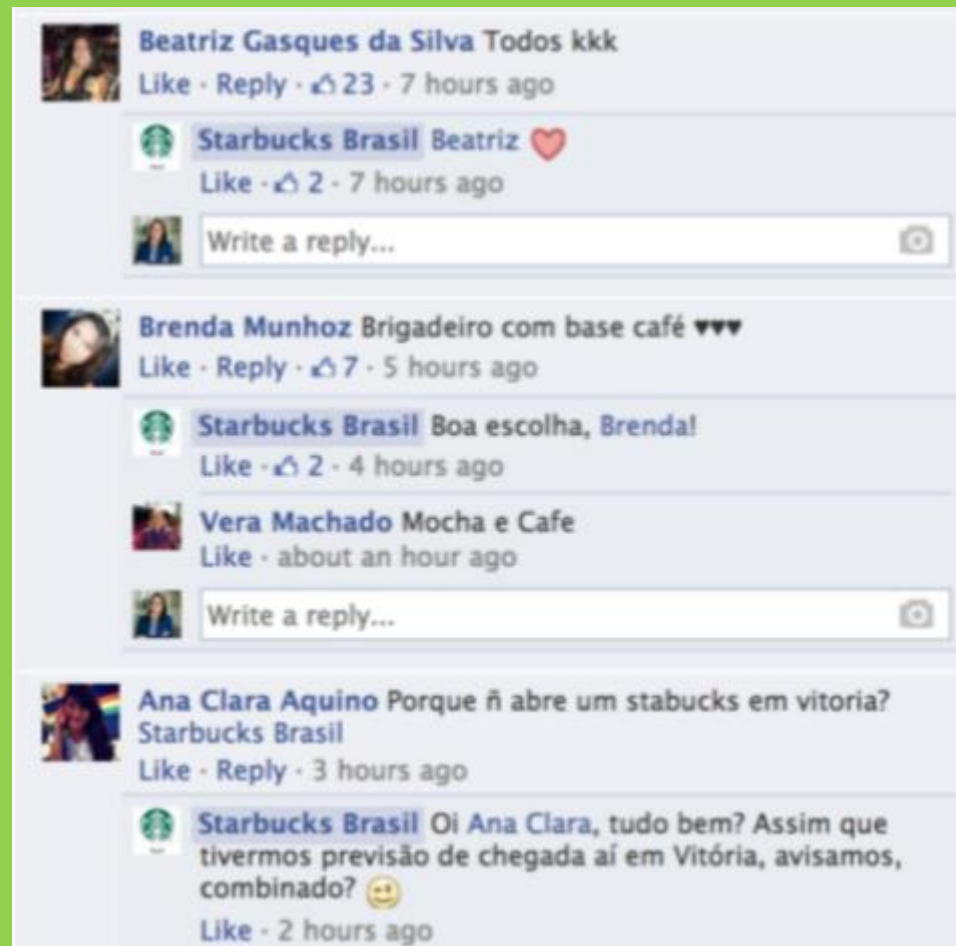 Beatriz Gasques da Silva Todos kkk
Like · Reply · 23 · 7 hours ago
Starbucks Brasil Beatriz
Like · 2 · 7 hours ago
Write a reply...
Brenda Munhoz Brigadeiro com base café ♥♥♥
Like · Reply · 7 · 5 hours ago
Starbucks Brasil Boa escolha, Brenda!
Like · 2 · 4 hours ago
Vera Machado Mocha e Cafe
Like · about an hour ago
Write a reply...
Ana Clara Aquino Porque ñ abre um stabucks em vitoria?
Starbucks Brasil
Like · Reply · 3 hours ago
Starbucks Brasil Oi Ana Clara, tudo bem? Assim que
tivermos previsão de chegada aí em Vitória, avisamos,
combinado?
Like · 2 hours ago